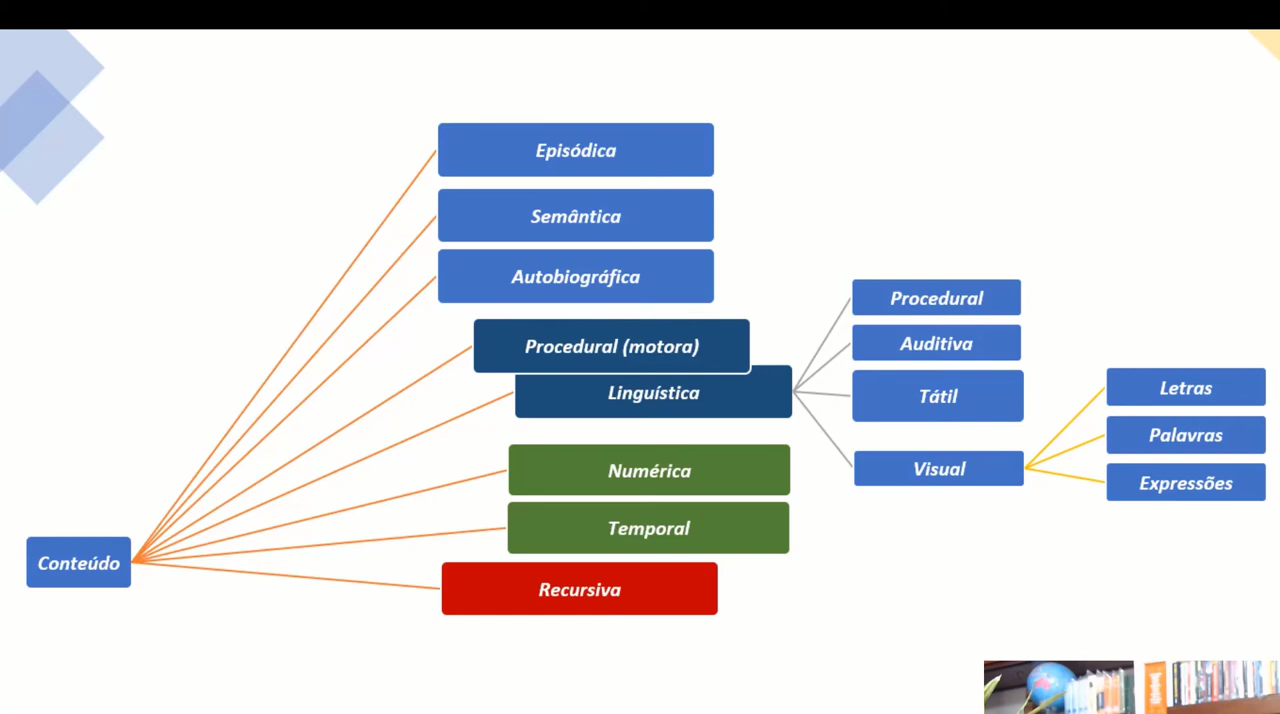 Episódica
Semântica
Autobiográfica
Procedural (motora)
Linguística
Numérica
Temporal
Recursiva
Conteúdo
Procedural
Auditiva
Tátil
Visual
Letras
Palavras
Expressões